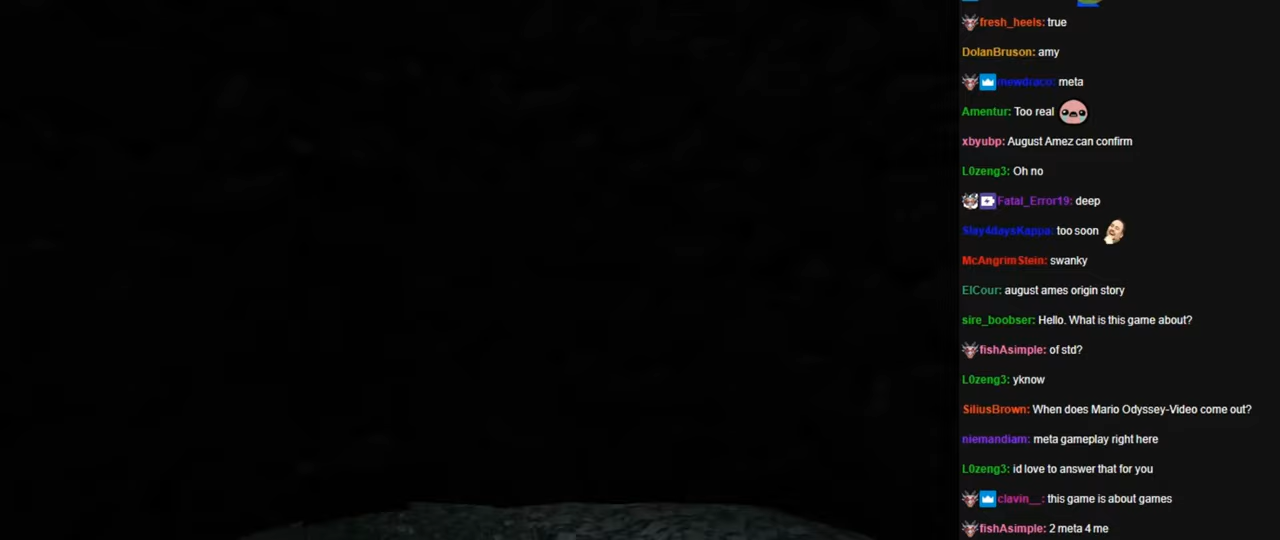 fresh_heels: true
DolanBruson: amy
mewdraco: meta
Amentur: Too real
xbyubp: August Amez can confirm
L0zeng3: Oh no
Fatal_Error19: deep
Slay4daysKappa: too soon
McAngrimStein: swanky
ElCour: august ames origin story
sire_boobser: Hello. What is this game about?
fishAsimple: of std?
L0zeng3: yknow
SiliusBrown: When does Mario Odyssey-Video come out?
niemandiam: meta gameplay right here
L0zeng3: id love to answer that for you
clavin__: this game is about games
fishAsimple: 2 meta 4 me